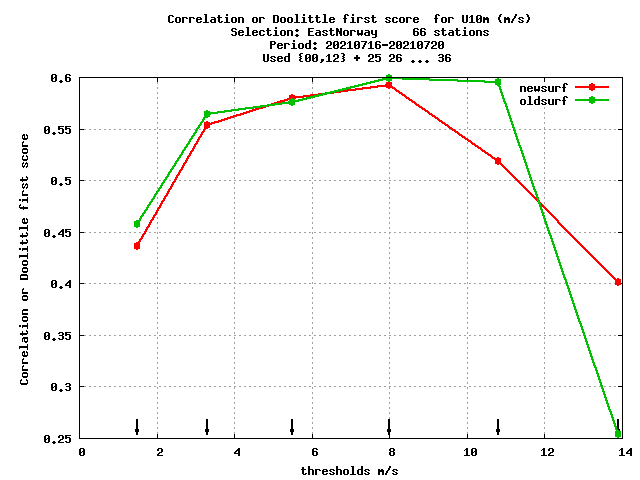 Correlation or Doolittle first score  for U10m (m/s)
Selection: EastNorway     66 stations
Period: 20210716-20210720
Used {00,12} + 25 26 ... 36
newsurf
oldsurf
Correlation or Doolittle first score
0.6
0.55
0.5
0.45
0.4
0.35
0.3
0.25
0 2 4 6 8 10 12 14
thresholds m/s